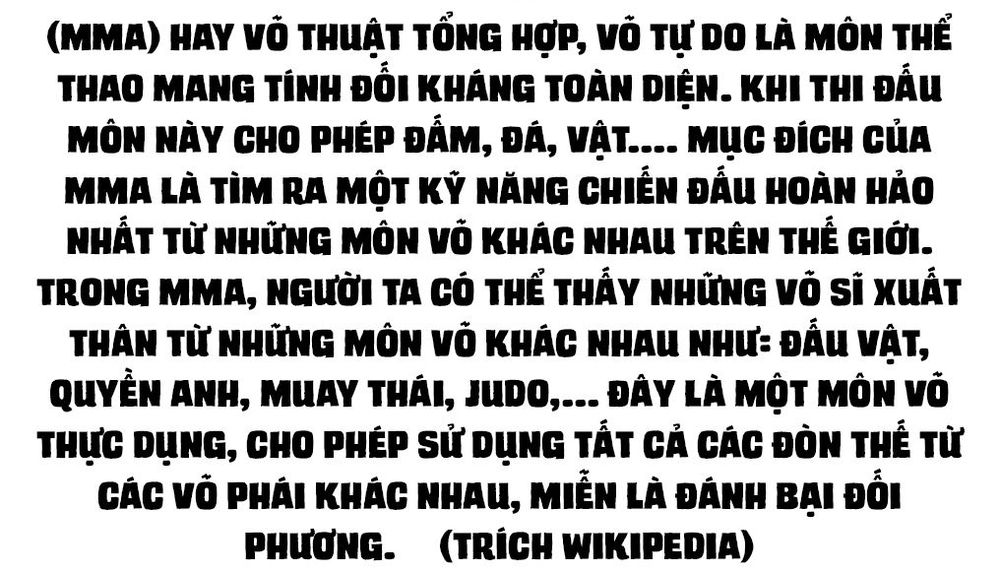 (MMA) HAY VÕ THUẬT TỔNG HỢP, VÕ TỰ DO LÀ MÔN THỂ
THAO MANG TÍNH ĐỐI KHÁNG TOÀN DIỆN. KHI THI ĐẤU
MÔN NÀY CHO PHÉP ĐẤM, ĐÁ, VẬT.... MỤC ĐÍCH CỦA
MMA LÀ TÌM RA MỘT KỸ NĂNG CHIẾN ĐẤU HOÀN HẢO
NHẤT TỪ NHỮNG MÔN VÕ KHÁC NHAU TRÊN THẾ GIỚI.
TRONG MMA, NGƯỜI TA CÓ THỂ THẤY NHỮNG VÕ SĨ XUẤT
THÂN TỪ NHỮNG MÔN VÕ KHÁC NHAU NHƯ: ĐẤU VẬT,
QUYỀN ANH, MUAY THÁI, JUDO,... ĐÂY LÀ MỘT MÔN VÕ
THỰC DỤNG, CHO PHÉP SỬ DỤNG TẤT CẢ CÁC ĐÒN THẾ TỪ
CÁC VÕ PHÁI KHÁC NHAU, MIỄN LÀ ĐÁNH BẠI ĐỐI
PHƯƠNG. (TRÍCH WIKIPEDIA)